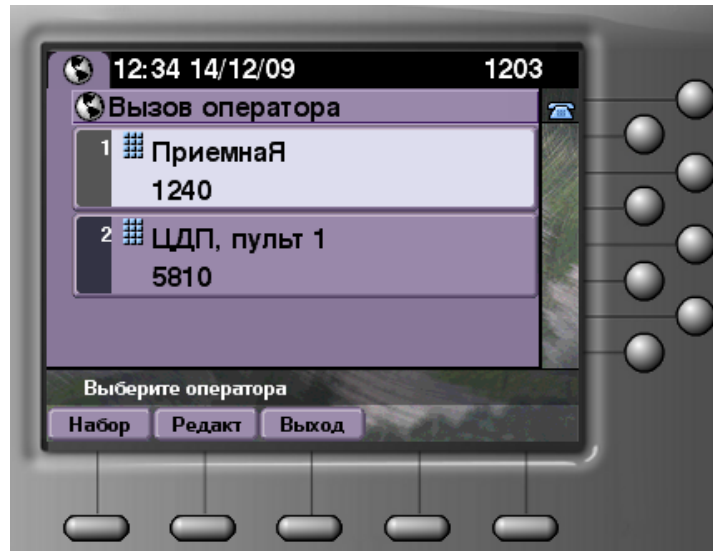 12:34 14/12/09 1203
Вызов оператора
1 ПриемнаЯ
1240
2 ЦДП, пульт 1
5810
Выберите оператора
Набор Редакт Выход